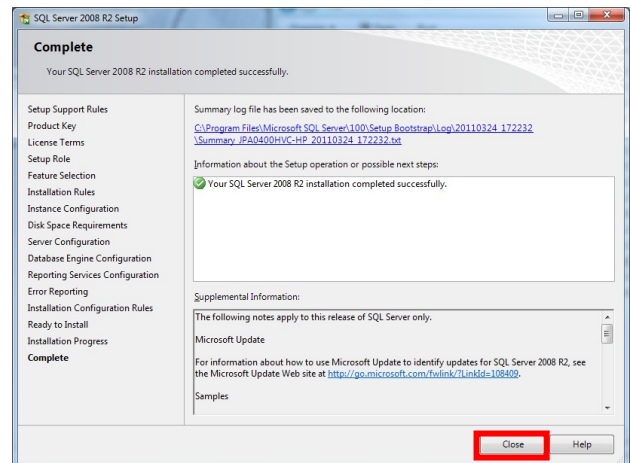 SQL Server 2008 R2 Setup
Complete
Your SQL Server 2008 R2 installation completed successfully.
Setup Support Rules
Product Key
License Terms
Setup Role
Feature Selection
Installation Rules
Instance Configuration
Disk Space Requirements
Server Configuration
Database Engine Configuration
Reporting Services Configuration
Error Reporting
Installation Configuration Rules
Ready to Install
Installation Progress
Complete
Summary log file has been saved to the following location:
C:\Program Files\Microsoft SQL Server\100\Setup Bootstrap\Log\20110324_172232
\Summary_JPA0400HVC-HP_20110324_172232.txt
Information about the Setup operation or possible next steps:
Your SQL Server 2008 R2 installation completed successfully.
Supplemental Information:
The following notes apply to this release of SQL Server only.
Microsoft Update
For information about how to use Microsoft Update to identify updates for SQL Server 2008 R2, see
the Microsoft Update Web site at http://go.microsoft.com/fwlink/?LinkId=108409.
Samples
Close
Help